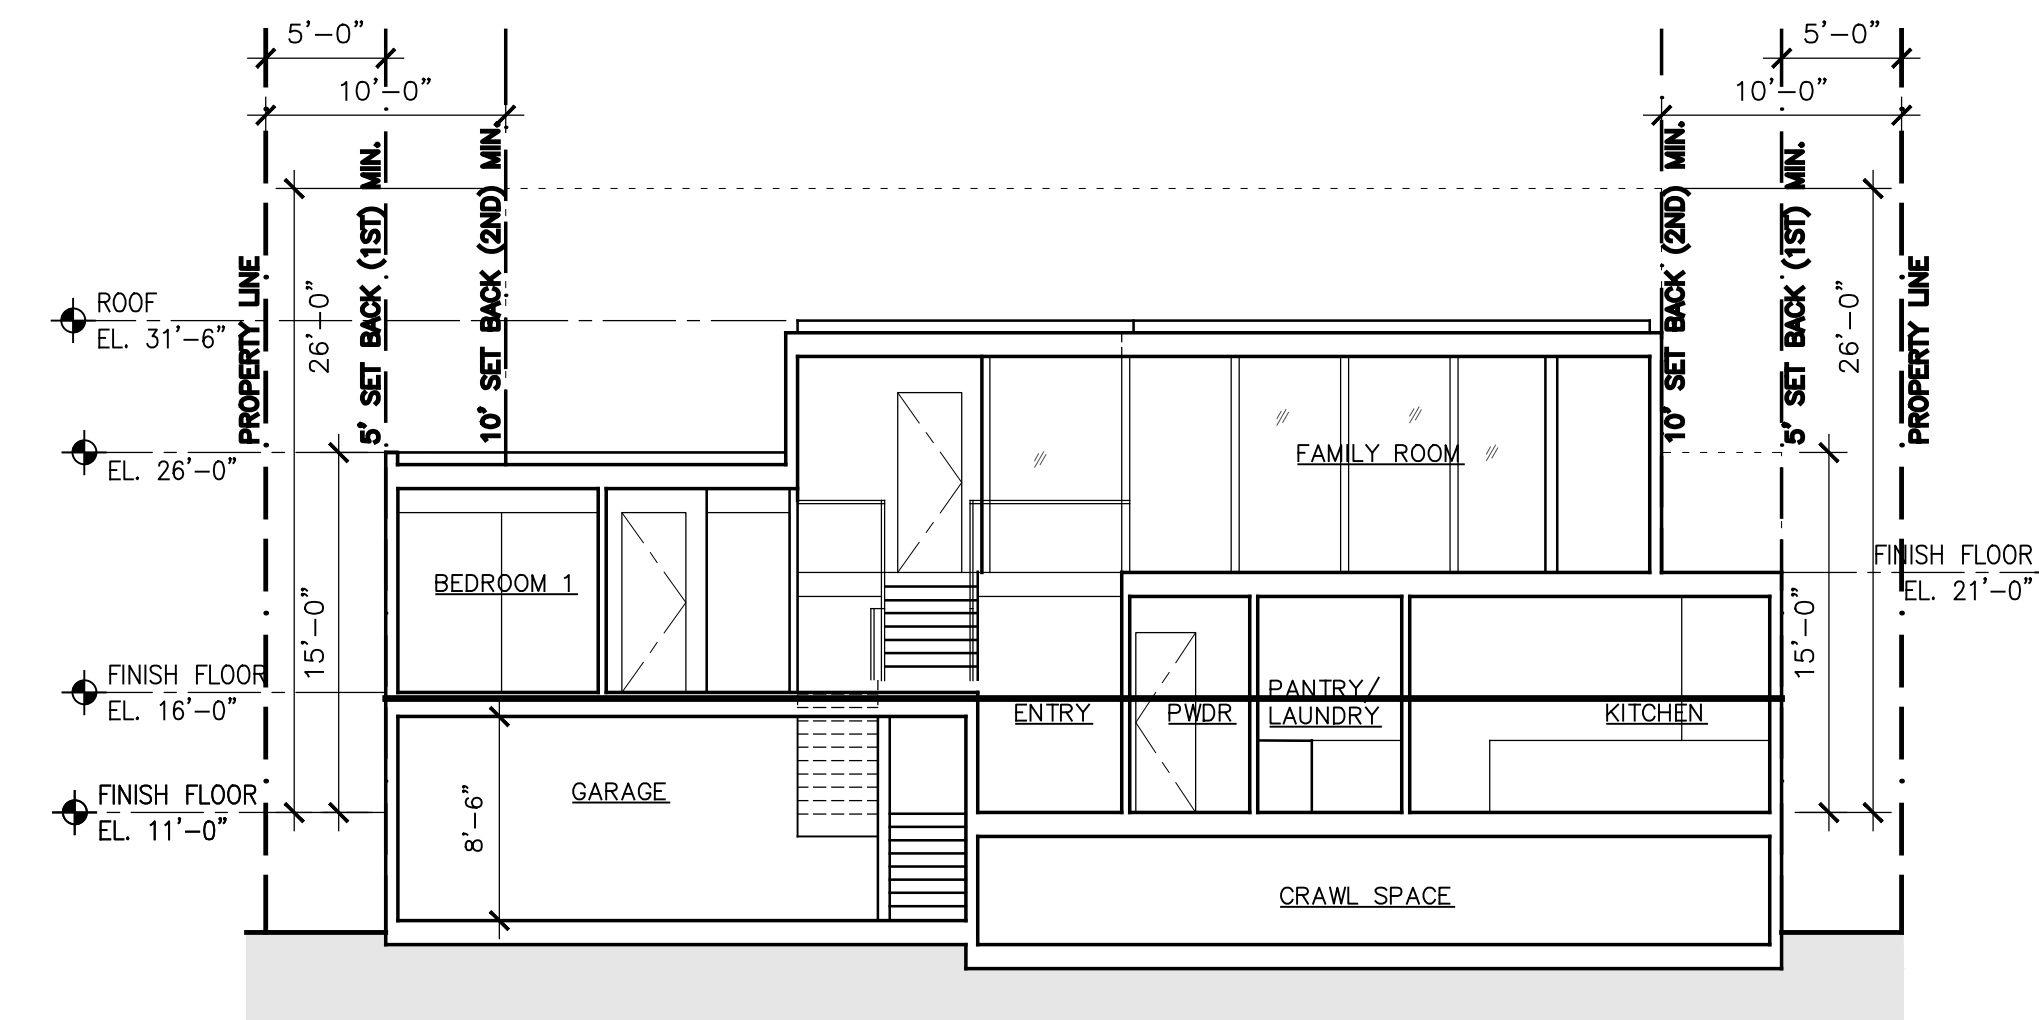 5'-0"
5'-0"
10'-0"
10'-0"
PROPERTY LINE
5' SET BACK (1ST) MIN.
10' SET BACK (2ND) MIN.
10' SET BACK (2ND) MIN.
5' SET BACK (1ST) MIN.
PROPERTY LINE
ROOF
EL. 31'-6"
26'-0"
26'-0"
EL. 26'-0"
FAMILY ROOM
FINISH FLOOR
EL. 21'-0"
BEDROOM 1
15'-0"
15'-0"
FINISH FLOOR
EL. 16'-0"
ENTRY
PWDR
PANTRY/
LAUNDRY
KITCHEN
FINISH FLOOR
EL. 11'-0"
GARAGE
8'-6"
CRAWL SPACE